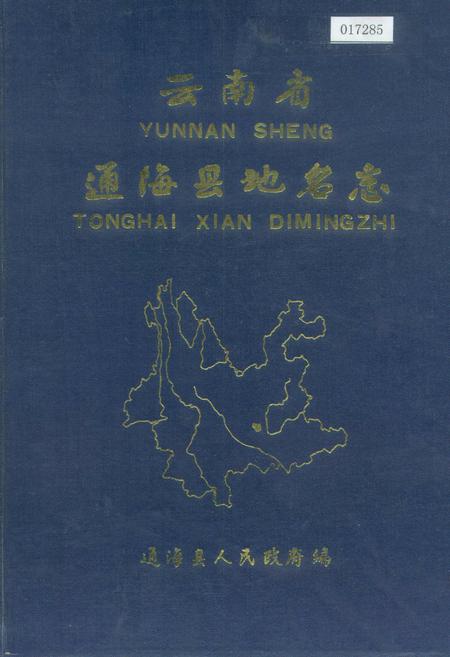 017285
云南省
YUNNAN SHENG
通海县地名志
TONGHAI XIAN DIMINGZHI
通海县人民政府编